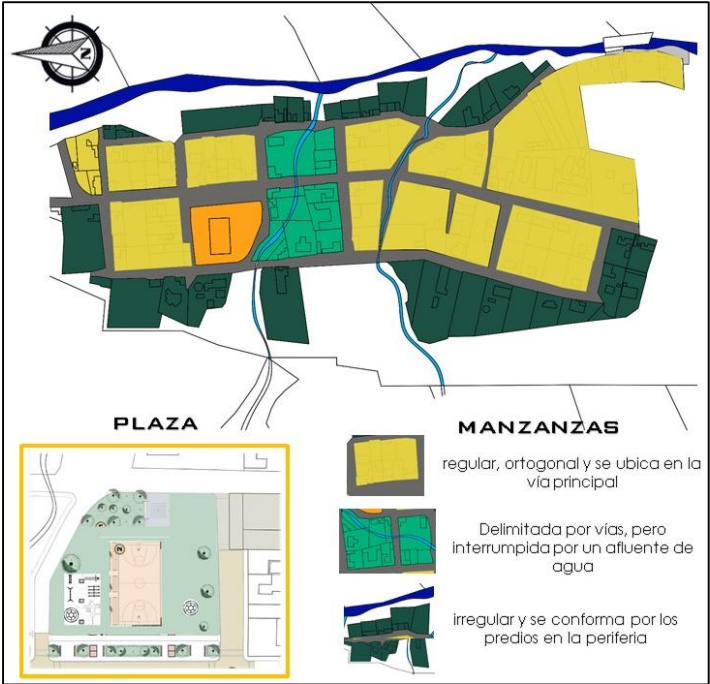 N
PLAZA
MANZANZAS
regular, ortogonal y se ubica en la
vía principal
Delimitada por vías, pero
interrumpida por un afluente de
agua
irregular y se conforma por los
predios en la periferia
N